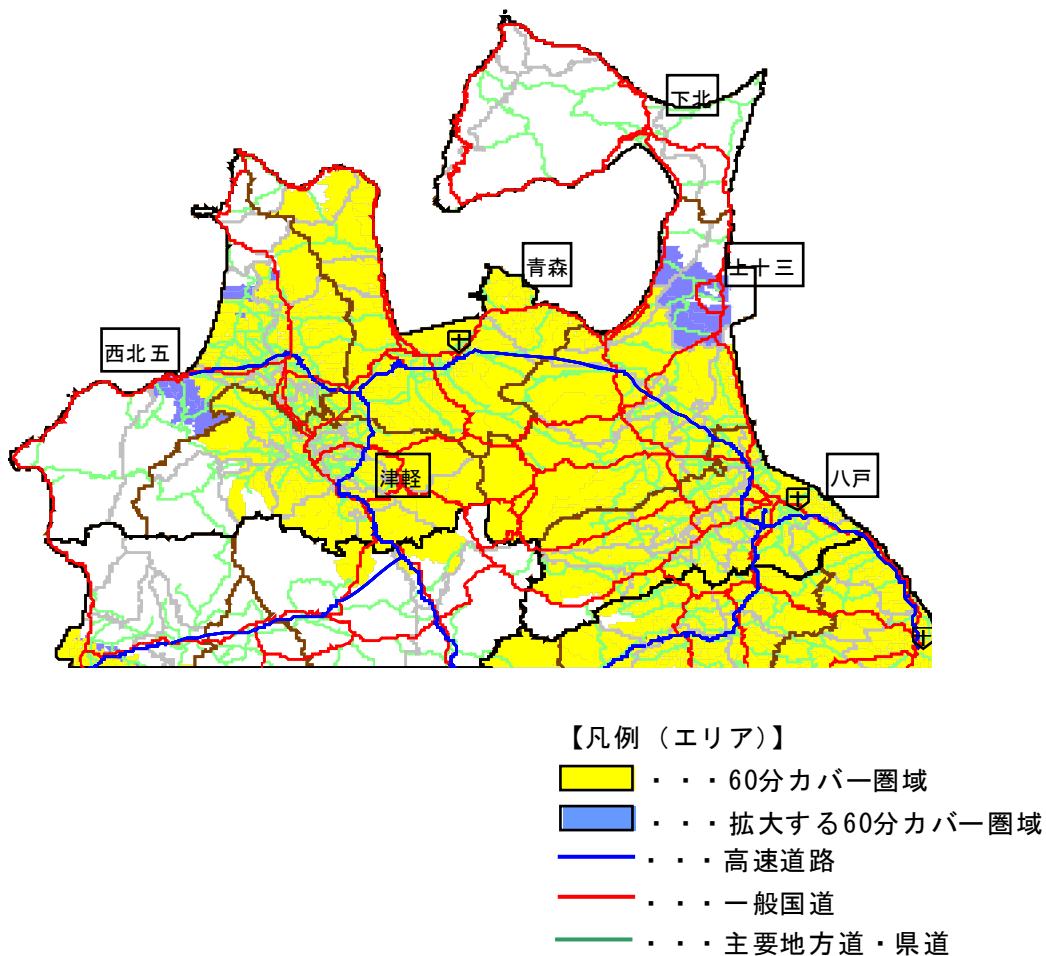 下北
青森
上十三
西北五
津軽
八戸
【凡例（エリア）】
・・・60分カバー圏域
・・・拡大する60分カバー圏域
・・・高速道路
・・・一般国道
・・・主要地方道・県道